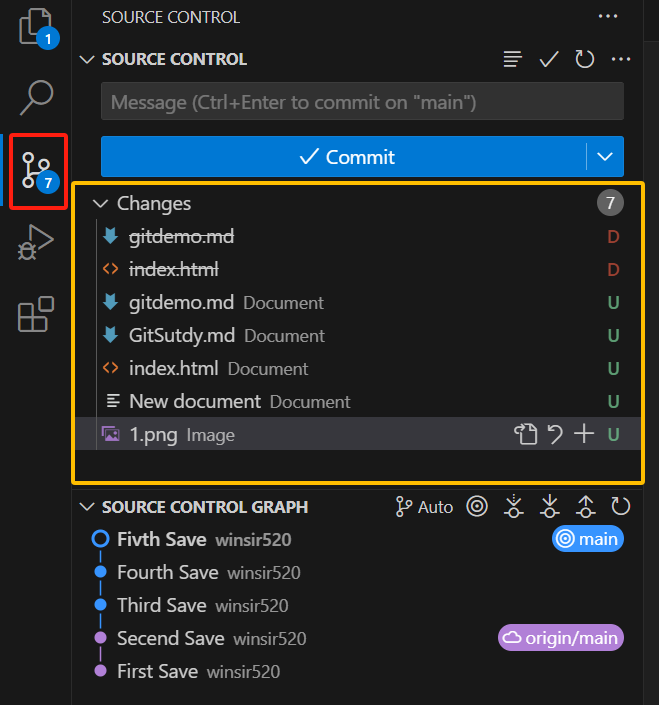 SOURCE CONTROL
1
SOURCE CONTROL
Message (Ctrl+Enter to commit on "main")
7
Commit
Changes 7
gitdemo.md D
index.html D
gitdemo.md Document U
GitSutdy.md Document U
index.html Document U
New document Document U
1.png Image U
SOURCE CONTROL GRAPH Auto
Fivth Save winsir520 main
Fourth Save winsir520
Third Save winsir520
Secend Save winsir520 origin/main
First Save winsir520